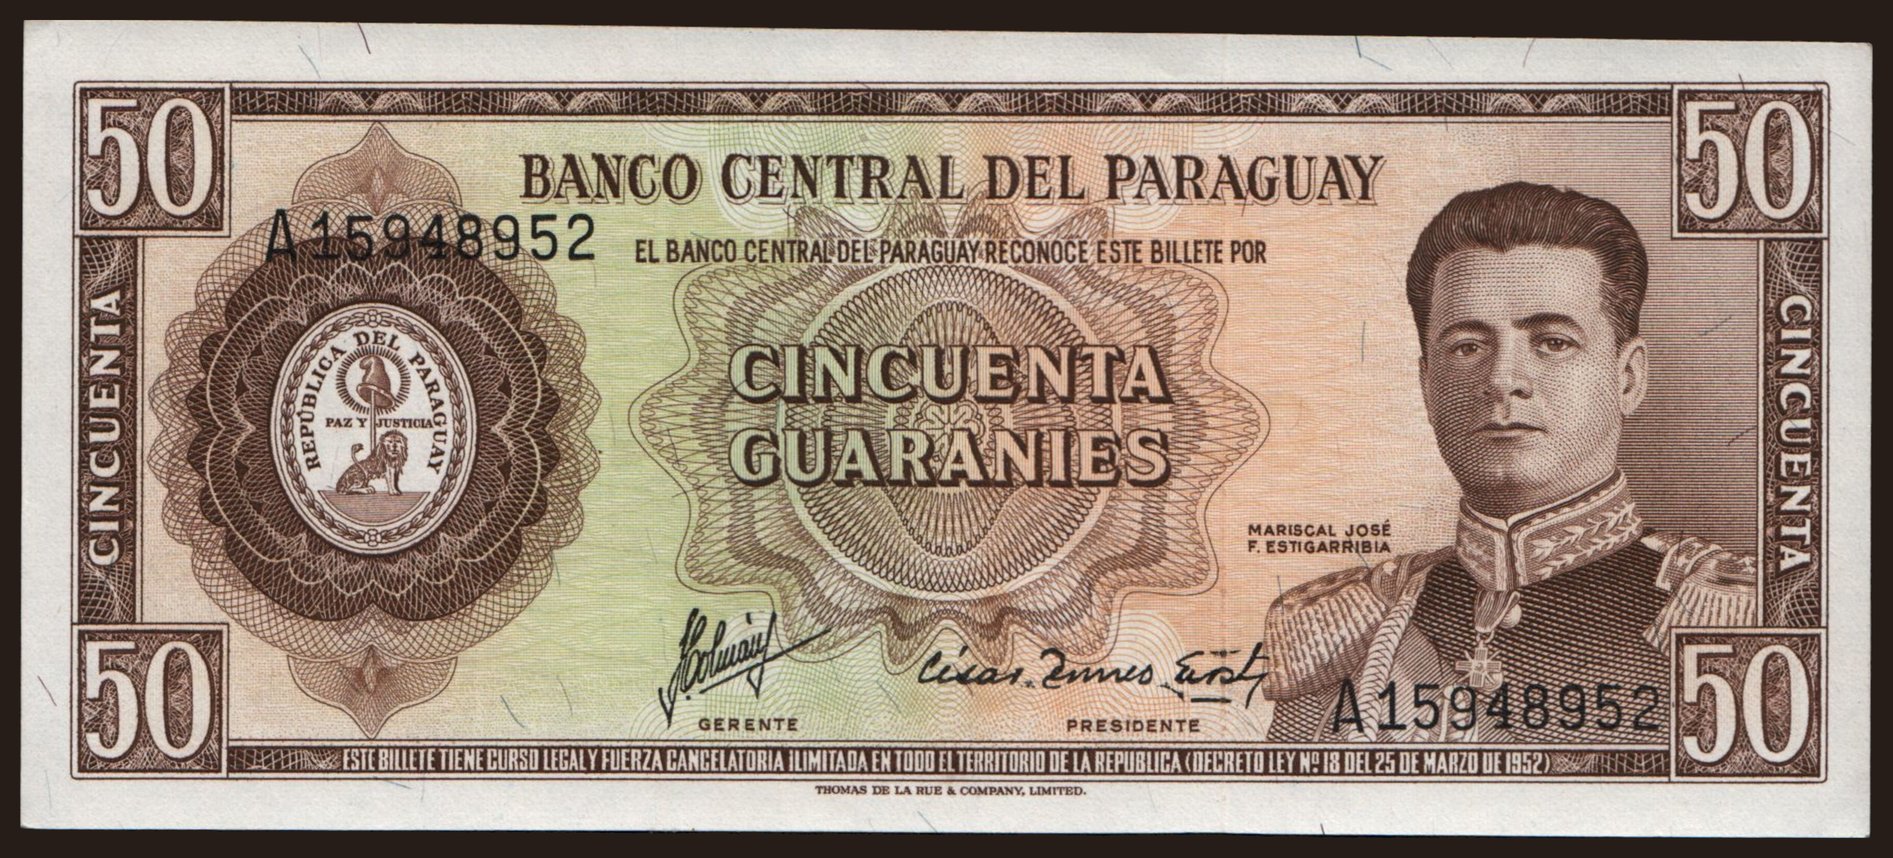 50
50
BANCO CENTRAL DEL PARAGUAY
A15948952
EL BANCO CENTRAL DEL PARAGUAY RECONOCE ESTE BILLETE POR
CINCUENTA
REPÚBLICA DEL PARAGUAY
PAZ Y JUSTICIA
CINCUENTA
GUARANIES
CINCUENTA
MARISCAL JOSÉ
F. ESTIGARRIBIA
GERENTE
PRESIDENTE
A15948952
50
50
ESTE BILLETE TIENE CURSO LEGAL Y FUERZA CANCELATORIA ILIMITADA EN TODO EL TERRITORIO DE LA REPUBLICA (DECRETO LEY Nº 18 DEL 25 DE MARZO DE 1952)
THOMAS DE LA RUE & COMPANY, LIMITED.